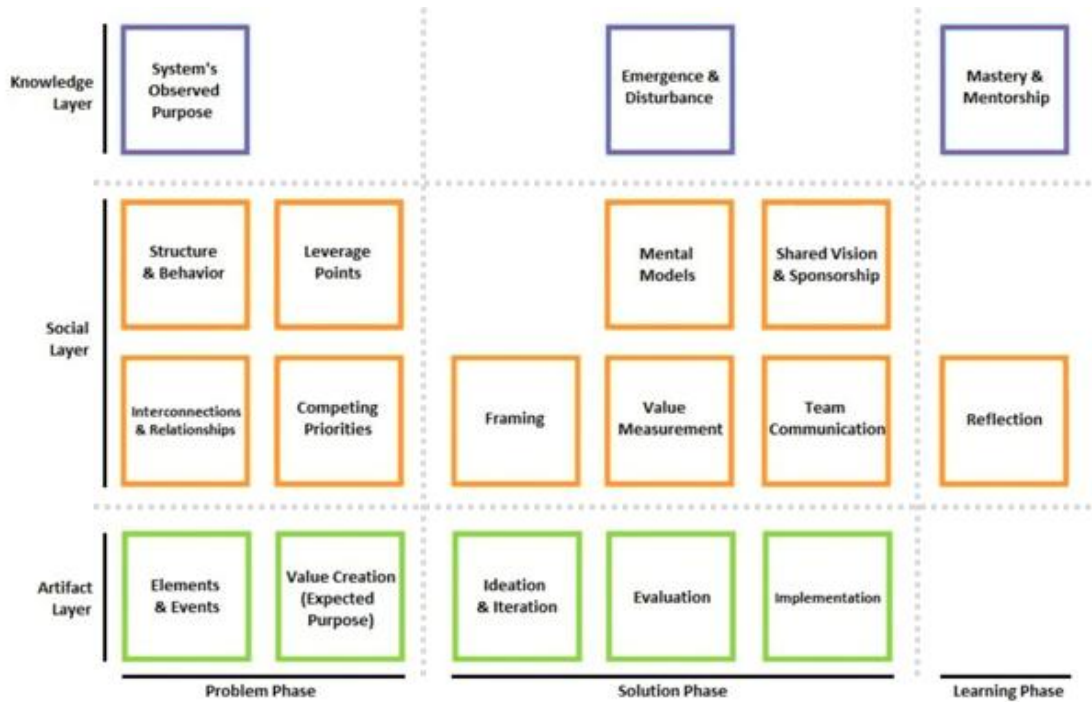 Knowledge
Layer
System's
Observed
Purpose
Emergence &
Disturbance
Mastery &
Mentorship
Social
Layer
Structure
& Behavior
Leverage
Points
Mental
Models
Shared Vision
& Sponsorship
Interconnections
& Relationships
Competing
Priorities
Framing
Value
Measurement
Team
Communication
Reflection
Artifact
Layer
Elements
& Events
Value Creation
(Expected
Purpose)
Ideation
& Iteration
Evaluation
Implementation
Problem Phase
Solution Phase
Learning Phase